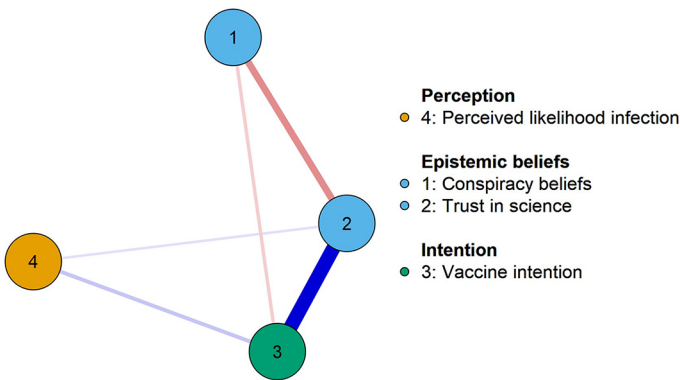 1
2
4
3
Perception
4: Perceived likelihood infection
Epistemic beliefs
1: Conspiracy beliefs
2: Trust in science
Intention
3: Vaccine intention